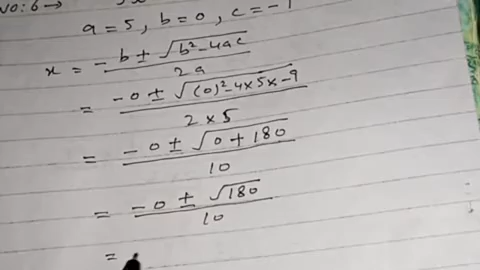 NO:6→
a=5, b=0, c=-
x = -b ± √b²-4ac / 2a
= -0 ± √(0)²-4×5×-9 / 2×5
= -0 ± √0+180 / 10
= -0 ± √180 / 10
=